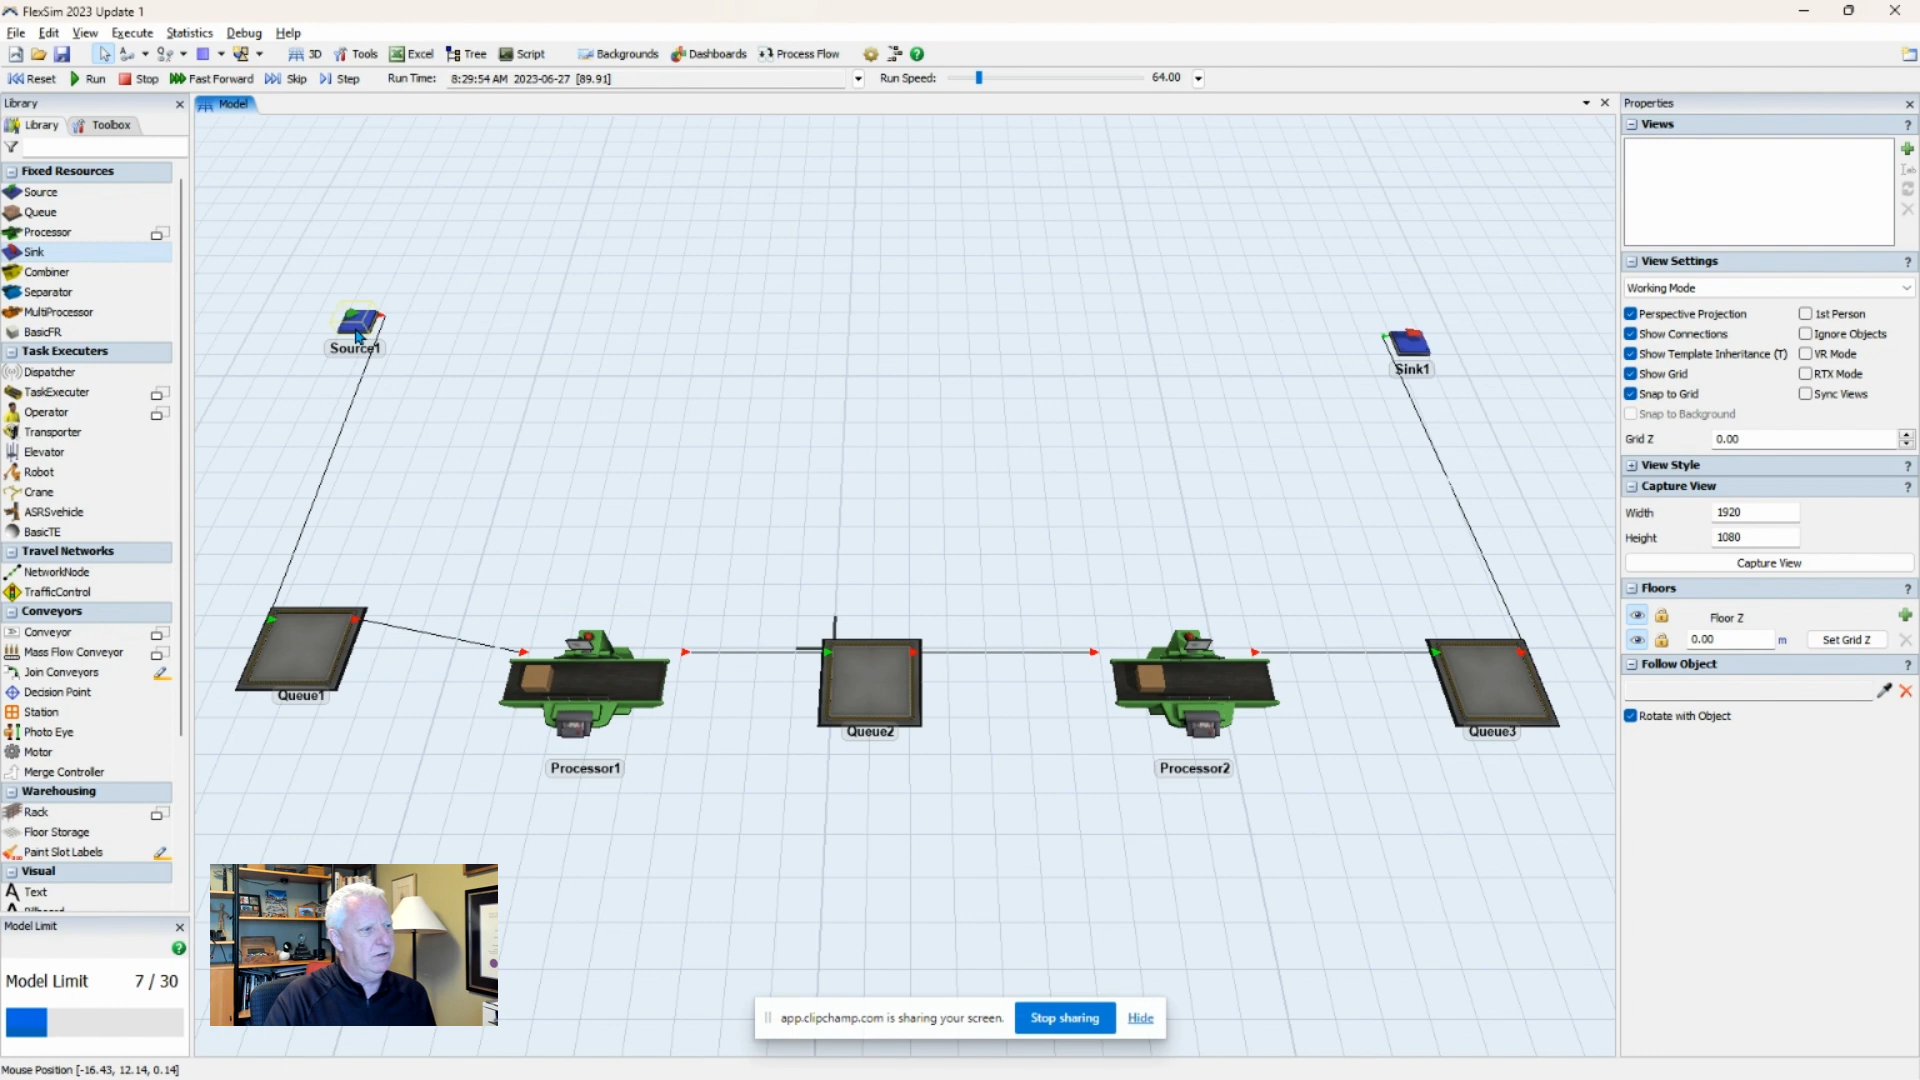 FlexSim 2023 Update 1
File Edit View Execute Statistics Debug Help
3D Tools Excel Tree Script Backgrounds Dashboards Process Flow
Reset Run Stop Fast Forward Skip Step Run Time: 8:29:54 AM 2023-06-27 [89.91] Run Speed: 64.00
Library
Library Toolbox
Fixed Resources
Source
Queue
Processor
Sink
Combiner
Separator
MultiProcessor
BasicFR
Task Executers
Dispatcher
TaskExecuter
Operator
Transporter
Elevator
Robot
Crane
ASRSvehicle
BasicTE
Travel Networks
NetworkNode
TrafficControl
Conveyors
Conveyor
Mass Flow Conveyor
Join Conveyors
Decision Point
Station
Photo Eye
Motor
Merge Controller
Warehousing
Rack
Floor Storage
Paint Slot Labels
Visual
Text
Model Limit
Model Limit 7 / 30
Mouse Position [-16.43, 12.14, 0.14]
Model
Source1
Sink1
Queue1
Processor1
Queue2
Processor2
Queue3
app.clipchamp.com is sharing your screen. Stop sharing Hide
Properties
Views
View Settings
Working Mode
Perspective Projection 1st Person
Show Connections Ignore Objects
Show Template Inheritance (T) VR Mode
Show Grid RTX Mode
Snap to Grid Sync Views
Snap to Background
Grid Z 0.00
View Style
Capture View
Width 1920
Height 1080
Capture View
Floors
Floor Z
0.00 m Set Grid Z
Follow Object
Rotate with Object